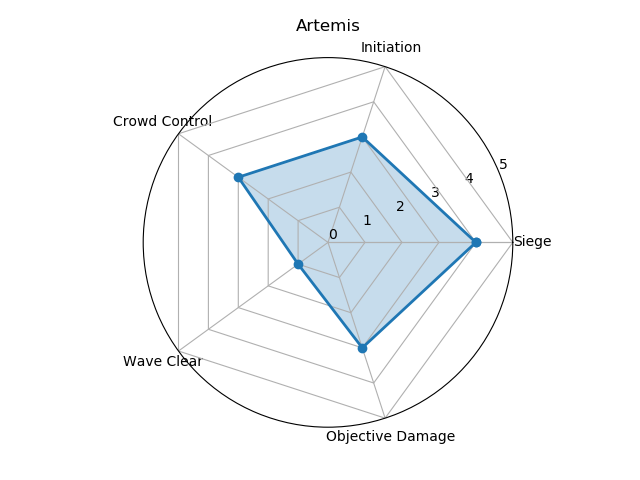 Artemis
Initiation
Crowd Control
5
4
3
2
1
0
Siege
Wave Clear
Objective Damage